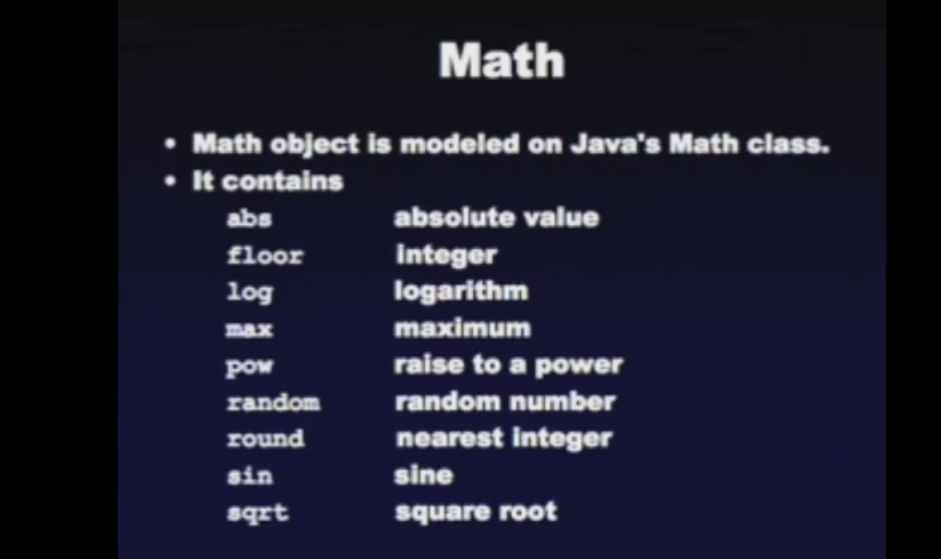 Math
• Math object is modeled on Java's Math class.
• It contains
abs absolute value
floor integer
log logarithm
max maximum
pow raise to a power
random random number
round nearest integer
sin sine
sqrt square root